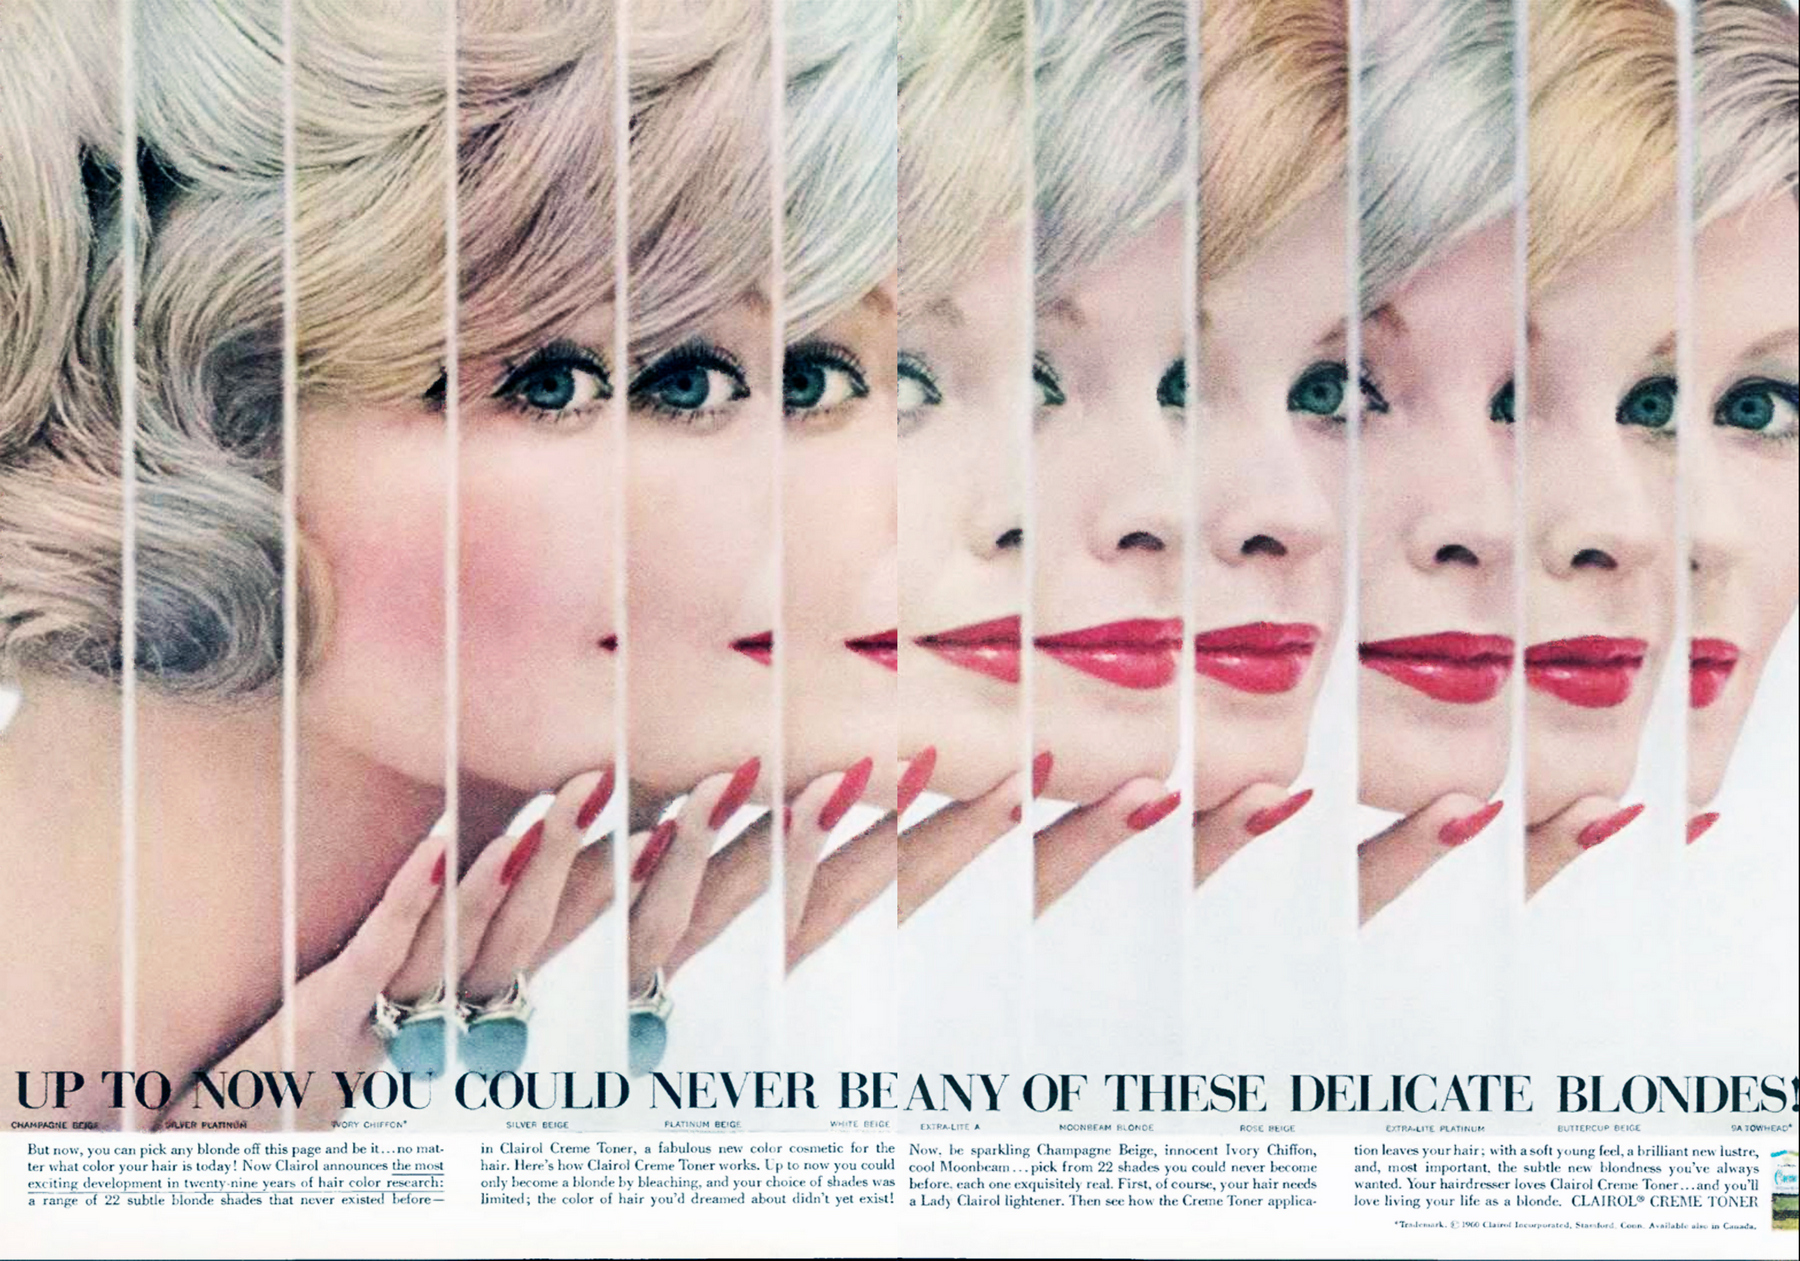 UP TO NOW YOU COULD NEVER BE ANY OF THESE DELICATE BLONDES!
CHAMPAGNE BEIGE SILVER PLATINUM IVORY CHIFFON* SILVER BEIGE PLATINUM BEIGE WHITE BEIGE EXTRA-LITE A MOONBEAM BLONDE ROSE BEIGE EXTRA-LITE PLATINUM BUTTERCUP BEIGE
But now, you can pick any blonde off this page and be it...no mat-
ter what color your hair is today! Now Clairol announces the most
exciting development in twenty-nine years of hair color research:
a range of 22 subtle blonde shades that never existed before—
in Clairol Creme Toner, a fabulous new color cosmetic for the
hair. Here's how Clairol Creme Toner works. Up to now you could
only become a blonde by bleaching, and your choice of shades was
limited; the color of hair you'd dreamed about didn't yet exist!
Now, be sparkling Champagne Beige, innocent Ivory Chiffon,
cool Moonbeam...pick from 22 shades you could never become
before, each one exquisitely real. First, of course, your hair needs
a Lady Clairol lightener. Then see how the Creme Toner applica-
tion leaves your hair; with a soft young feel, a brilliant new lustre,
and, most important, the subtle new blondness you've always
wanted. Your hairdresser loves Clairol Creme Toner...and you'll
love living your life as a blonde. CLAIROL® CREME TONER
*Trademark. © 1960 Clairol Incorporated, Stamford, Conn. Available also in Canada.